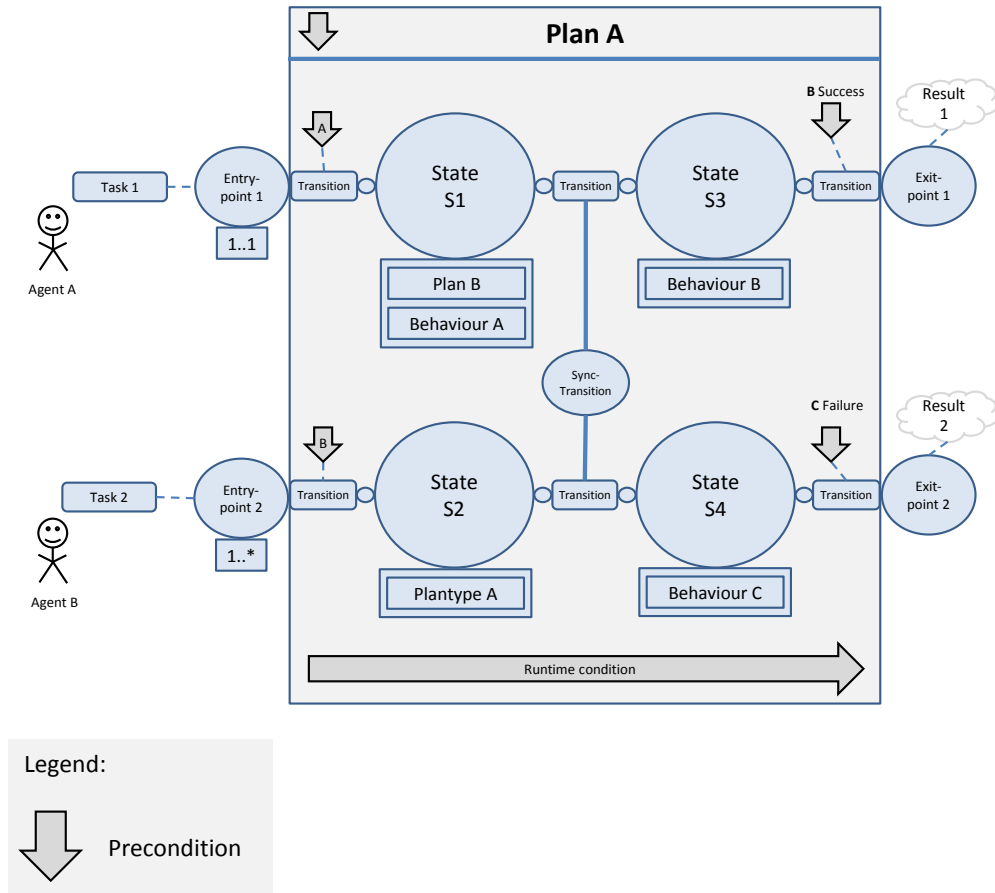 Plan A
B Success
Result
1
A
Task 1
Entry-
point 1
Transition
State
S1
Transition
State
S3
Transition
Exit-
point 1
1..1
Agent A
Plan B
Behaviour A
Behaviour B
Sync-
Transition
C Failure
Result
2
B
Task 2
Entry-
point 2
Transition
State
S2
Transition
State
S4
Transition
Exit-
point 2
1..*
Agent B
Plantype A
Behaviour C
Runtime condition
Legend:
Precondition